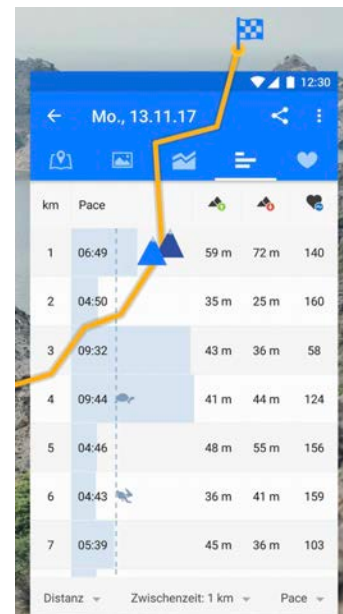 12:30
Mo., 13.11.17
km Pace
1 06:49 59 m 72 m 140
2 04:50 35 m 25 m 160
3 09:32 43 m 36 m 58
4 09:44 41 m 44 m 124
5 04:46 48 m 55 m 156
6 04:43 36 m 41 m 159
7 05:39 45 m 36 m 103
Distanz Zwischenzeit: 1 km Pace